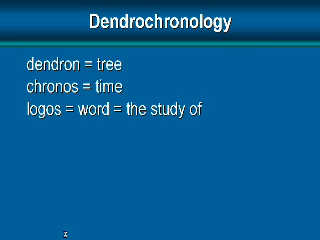 Dendrochronology
dendron = tree
chronos = time
logos = word = the study of